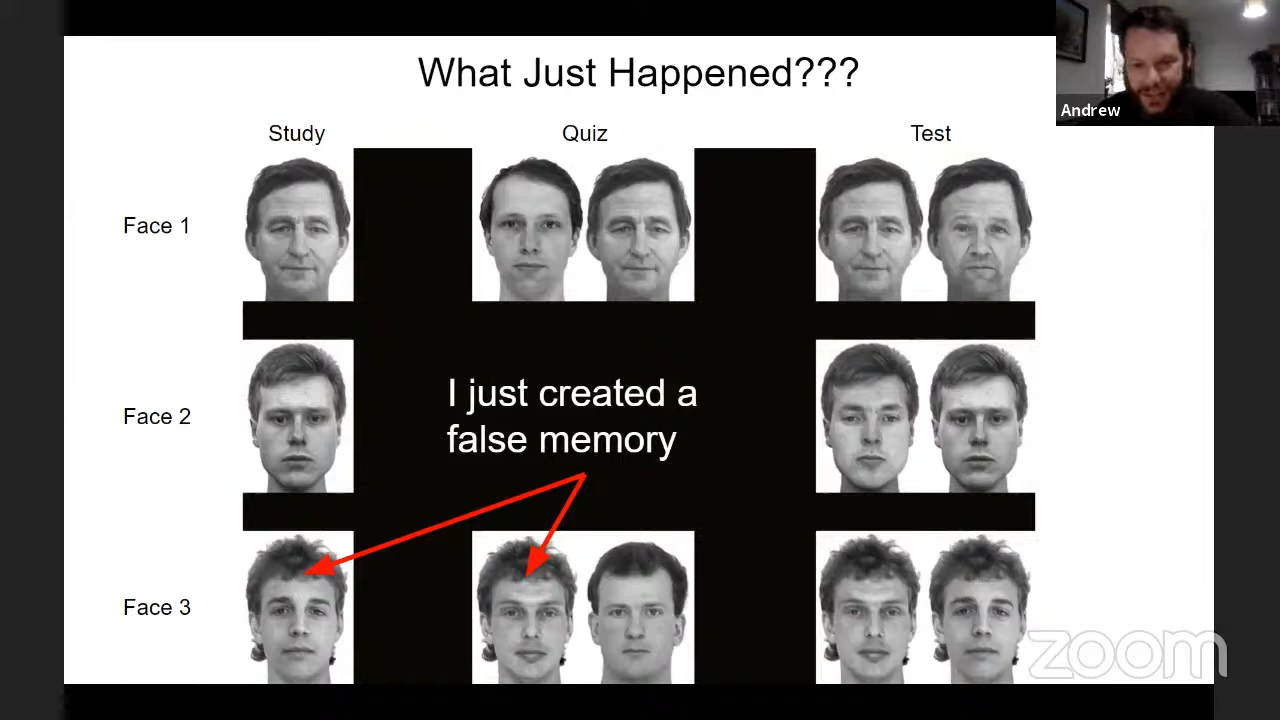 What Just Happened???
Andrew
Study Quiz Test
Face 1
Face 2
I just created a
false memory
Face 3
zoom